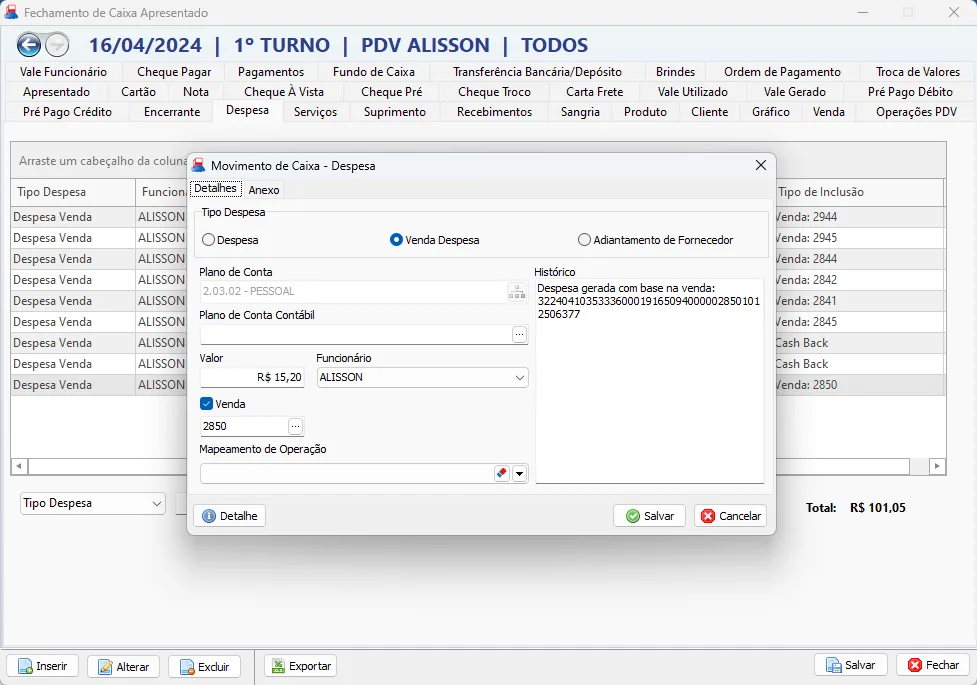 Fechamento de Caixa Apresentado
16/04/2024 | 1º TURNO | PDV ALISSON | TODOS
Vale Funcionário Cheque Pagar Pagamentos Fundo de Caixa Transferência Bancária/Depósito Brindes Ordem de Pagamento Troca de Valores
Apresentado Cartão Nota Cheque À Vista Cheque Pré Cheque Troco Carta Frete Vale Utilizado Vale Gerado Pré Pago Débito
Pré Pago Crédito Encerrante Despesa Serviços Suprimento Recebimentos Sangria Produto Cliente Gráfico Venda Operações PDV
Arraste um cabeçalho da coluna
Tipo Despesa Funcion Tipo de Inclusão
Despesa Venda ALISSON Venda: 2944
Despesa Venda ALISSON Venda: 2945
Despesa Venda ALISSON Venda: 2844
Despesa Venda ALISSON Venda: 2842
Despesa Venda ALISSON Venda: 2841
Despesa Venda ALISSON Venda: 2845
Despesa Venda ALISSON Cash Back
Despesa Venda ALISSON Cash Back
Despesa Venda ALISSON Venda: 2850
Movimento de Caixa - Despesa
Detalhes Anexo
Tipo Despesa
Despesa Venda Despesa Adiantamento de Fornecedor
Plano de Conta
2.03.02 - PESSOAL
Plano de Conta Contábil
Valor Funcionário
R$ 15,20 ALISSON
Venda
2850
Mapeamento de Operação
Histórico
Despesa gerada com base na venda:
3224041035333600019165094000002850101
2506377
Detalhe Salvar Cancelar
Tipo Despesa
Total: R$ 101,05
Inserir Alterar Excluir Exportar Salvar Fechar